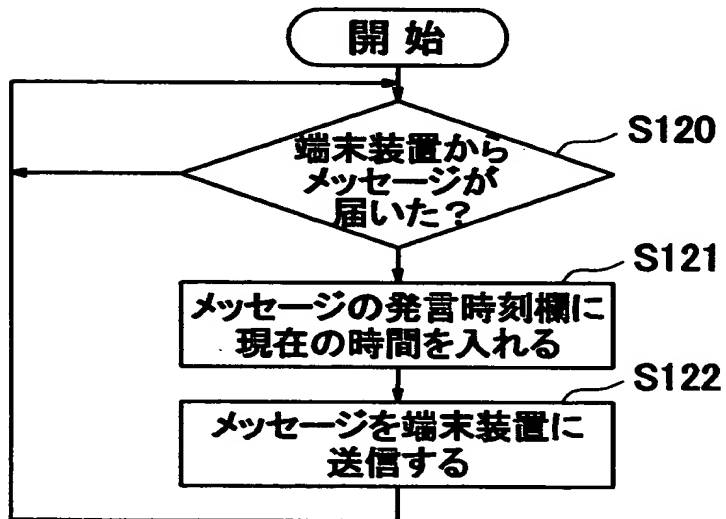 開始
端末装置から
メッセージが
届いた?
S120
メッセージの発言時刻欄に
現在の時間を入れる
S121
メッセージを端末装置に
送信する
S122